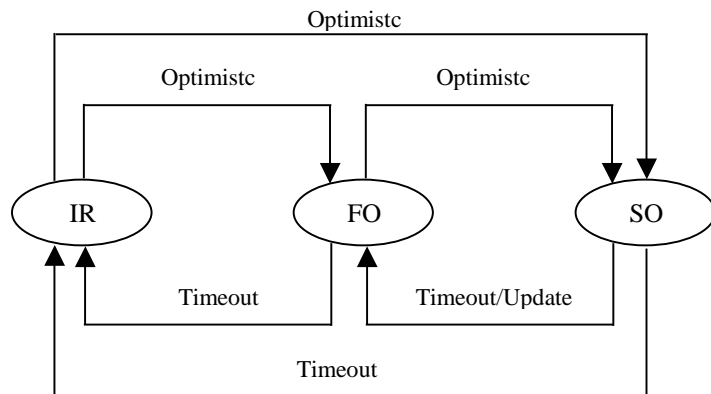 Optimistc
Optimistc
Optimistc
IR
FO
SO
Timeout
Timeout/Update
Timeout